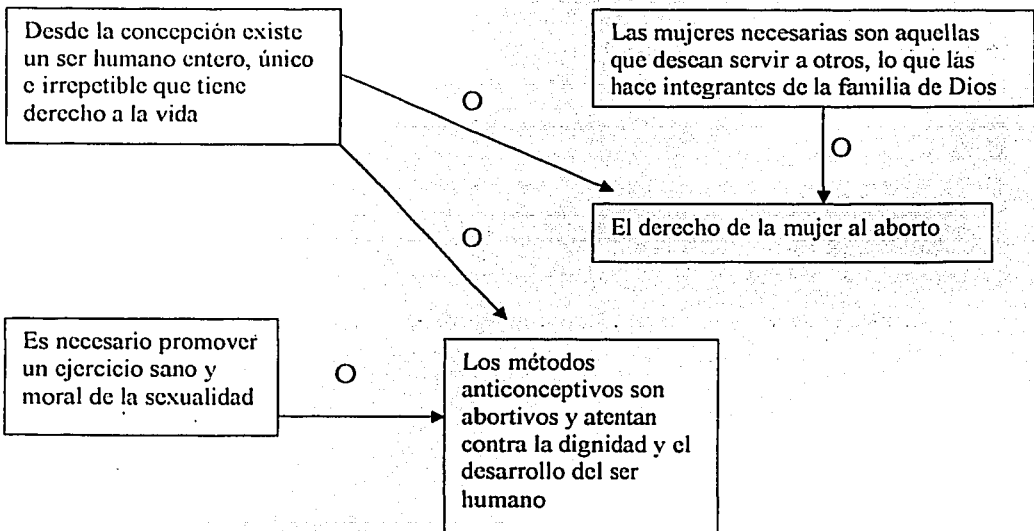 Desde la concepción existe
un ser humano entero, único
e irrepetible que tiene
derecho a la vida
Las mujeres necesarias son aquellas
que desean servir a otros, lo que las
hace integrantes de la familia de Dios
O
O
El derecho de la mujer al aborto
O
Es necesario promover
un ejercicio sano y
moral de la sexualidad
O
Los métodos
anticonceptivos son
abortivos y atentan
contra la dignidad y el
desarrollo del ser
humano